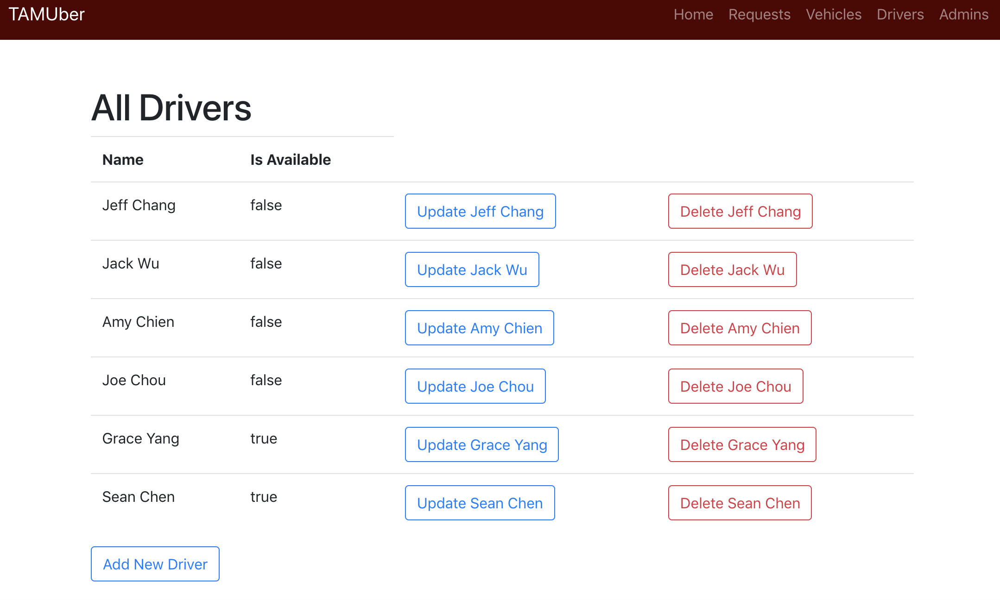 TAMUber Home Requests Vehicles Drivers Admins
All Drivers
Name Is Available
Jeff Chang false Update Jeff Chang Delete Jeff Chang
Jack Wu false Update Jack Wu Delete Jack Wu
Amy Chien false Update Amy Chien Delete Amy Chien
Joe Chou false Update Joe Chou Delete Joe Chou
Grace Yang true Update Grace Yang Delete Grace Yang
Sean Chen true Update Sean Chen Delete Sean Chen
Add New Driver